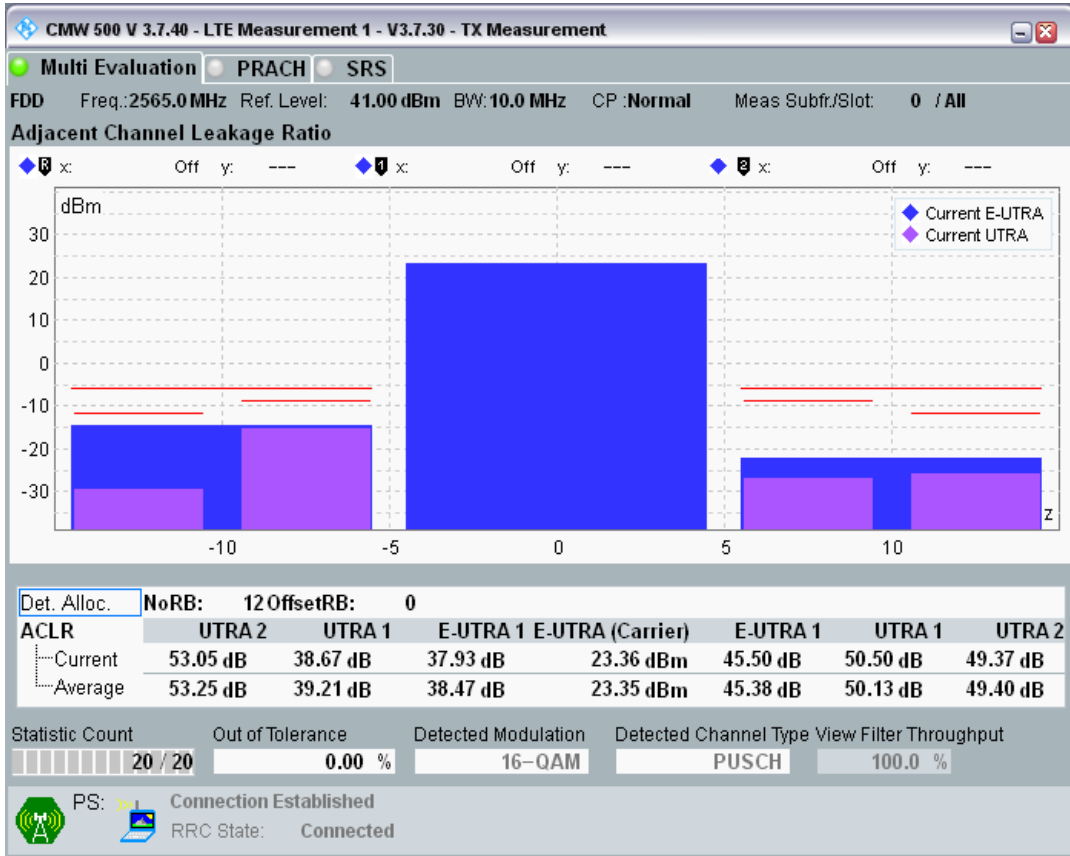 CMW 500 V 3.7.40 - LTE Measurement 1 - V3.7.30 - TX Measurement
Multi Evaluation PRACH SRS
FDD Freq.:2565.0 MHz Ref. Level: 41.00 dBm BW: 10.0 MHz CP :Normal Meas Subfr./Slot: 0 / All
Adjacent Channel Leakage Ratio
R x: Off y: --- 1 x: Off y: --- 2 x: Off y: ---
dBm
Current E-UTRA
Current UTRA
30
20
10
0
-10
-20
-30
z
-10 -5 0 5 10
Det. Alloc. NoRB: 12 OffsetRB: 0
ACLR UTRA 2 UTRA 1 E-UTRA 1 E-UTRA (Carrier) E-UTRA 1 UTRA 1 UTRA 2
Current 53.05 dB 38.67 dB 37.93 dB 23.36 dBm 45.50 dB 50.50 dB 49.37 dB
Average 53.25 dB 39.21 dB 38.47 dB 23.35 dBm 45.38 dB 50.13 dB 49.40 dB
Statistic Count Out of Tolerance Detected Modulation Detected Channel Type View Filter Throughput
20 / 20 0.00 % 16-QAM PUSCH 100.0 %
PS: Connection Established
RRC State: Connected